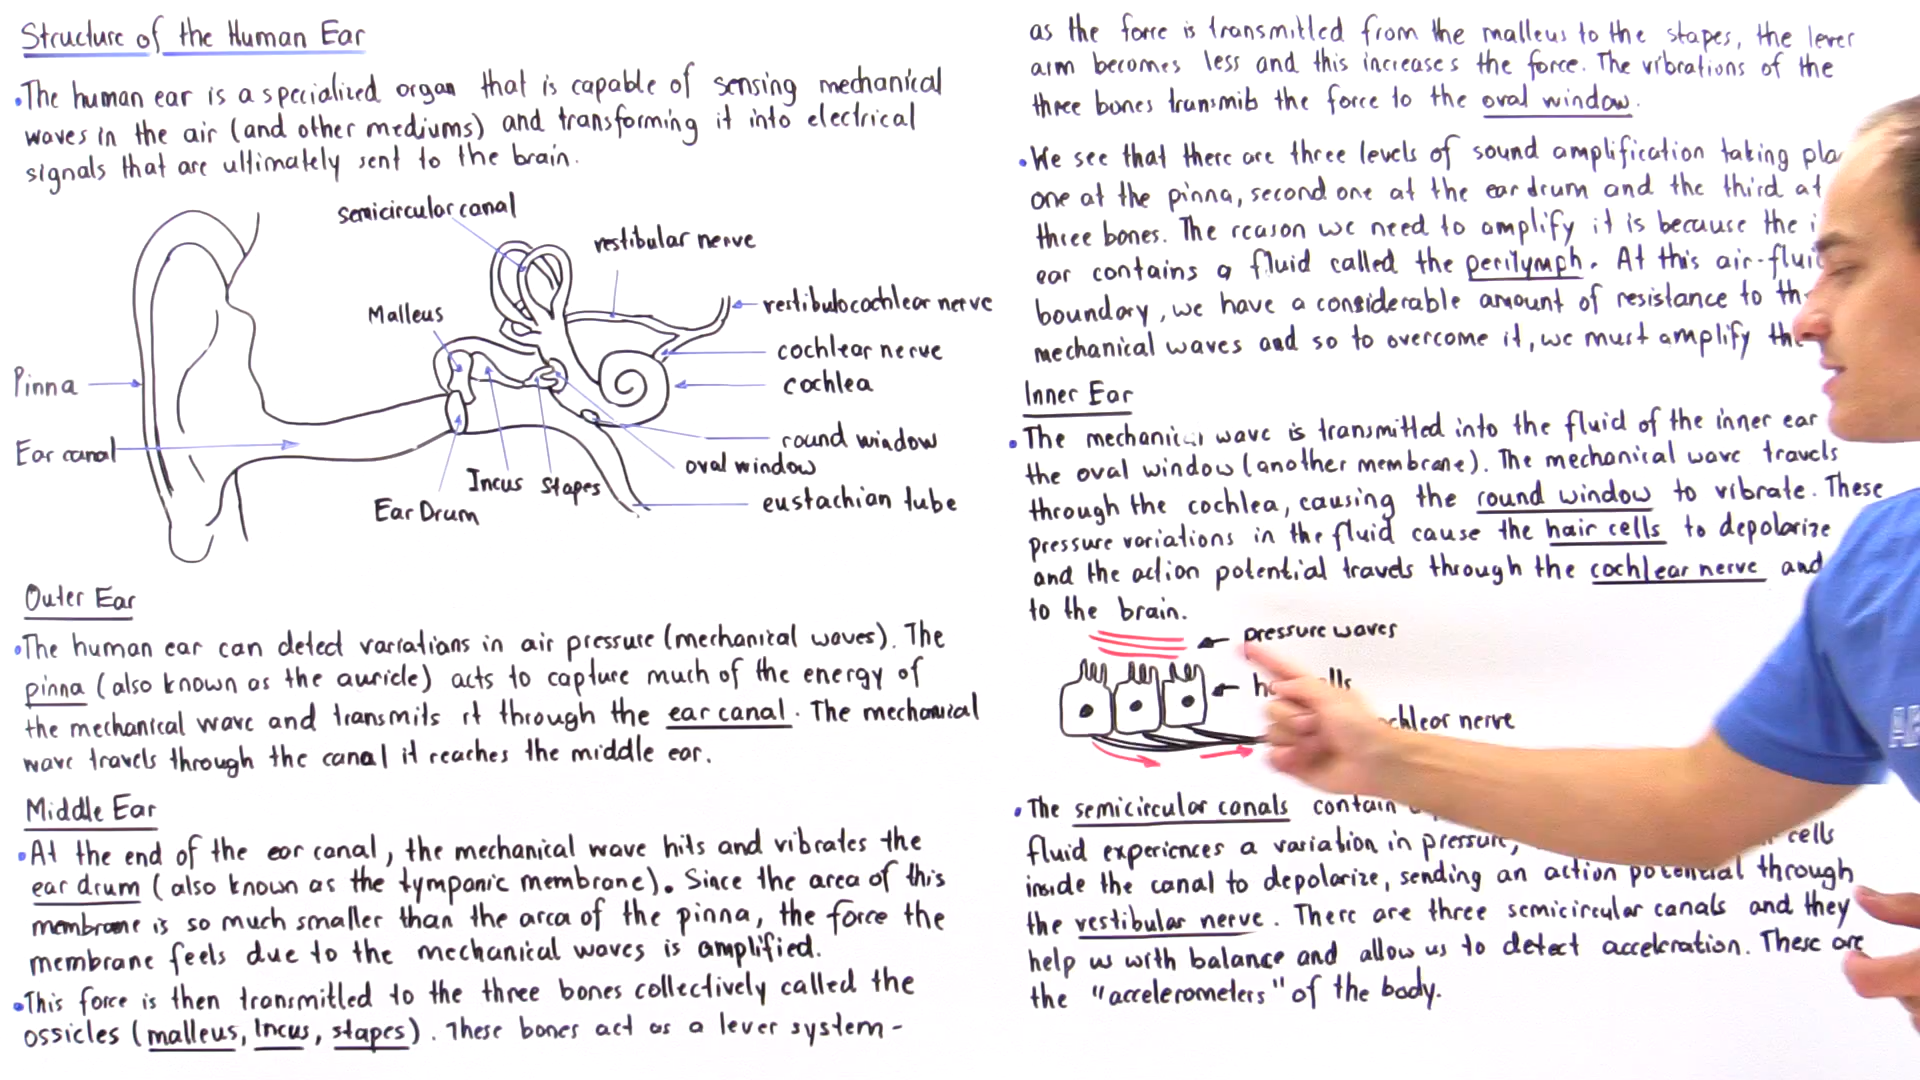 Structure of the Human Ear
•The human ear is a specialized organ that is capable of sensing mechanical
waves in the air (and other mediums) and transforming it into electrical
signals that are ultimately sent to the brain.
semicircular canal
vestibular nerve
Malleus
vestibulocochlear nerve
cochlear nerve
Pinna
cochlea
Ear canal
round window
oval window
Incus
stapes
eustachian tube
Ear Drum
Outer Ear
•The human ear can detect variations in air pressure (mechanical waves). The
pinna (also known as the auricle) acts to capture much of the energy of
the mechanical wave and transmits it through the ear canal. The mechanical
wave travels through the canal it reaches the middle ear.
Middle Ear
•At the end of the ear canal, the mechanical wave hits and vibrates the
ear drum (also known as the tympanic membrane). Since the area of this
membrane is so much smaller than the area of the pinna, the force the
membrane feels due to the mechanical waves is amplified.
•This force is then transmitted to the three bones collectively called the
ossicles (malleus, Incus, stapes). These bones act as a lever system-
as the force is transmitted from the malleus to the stapes, the lever
arm becomes less and this increases the force. The vibrations of the
three bones transmit the force to the oval window.
•We see that there are three levels of sound amplification taking pla
one at the pinna, second one at the ear drum and the third at
three bones. The reason we need to amplify it is because the i
ear contains a fluid called the perilymph. At this air-flui
boundary, we have a considerable amount of resistance to th
mechanical waves and so to overcome it, we must amplify the
Inner Ear
•The mechanical wave is transmitted into the fluid of the inner ear
the oval window (another membrane). The mechanical wave travels
through the cochlea, causing the round window to vibrate. These
pressure variations in the fluid cause the hair cells to depolarize
and the action potential travels through the cochlear nerve and
to the brain.
pressure waves
ha lls
chlear nerve
•The semicircular canals contain
fluid experiences a variation in pressure, cells
inside the canal to depolarize, sending an action potential through
the vestibular nerve. There are three semicircular canals and they
help us with balance and allow us to detect acceleration. These are
the "accelerometers" of the body.